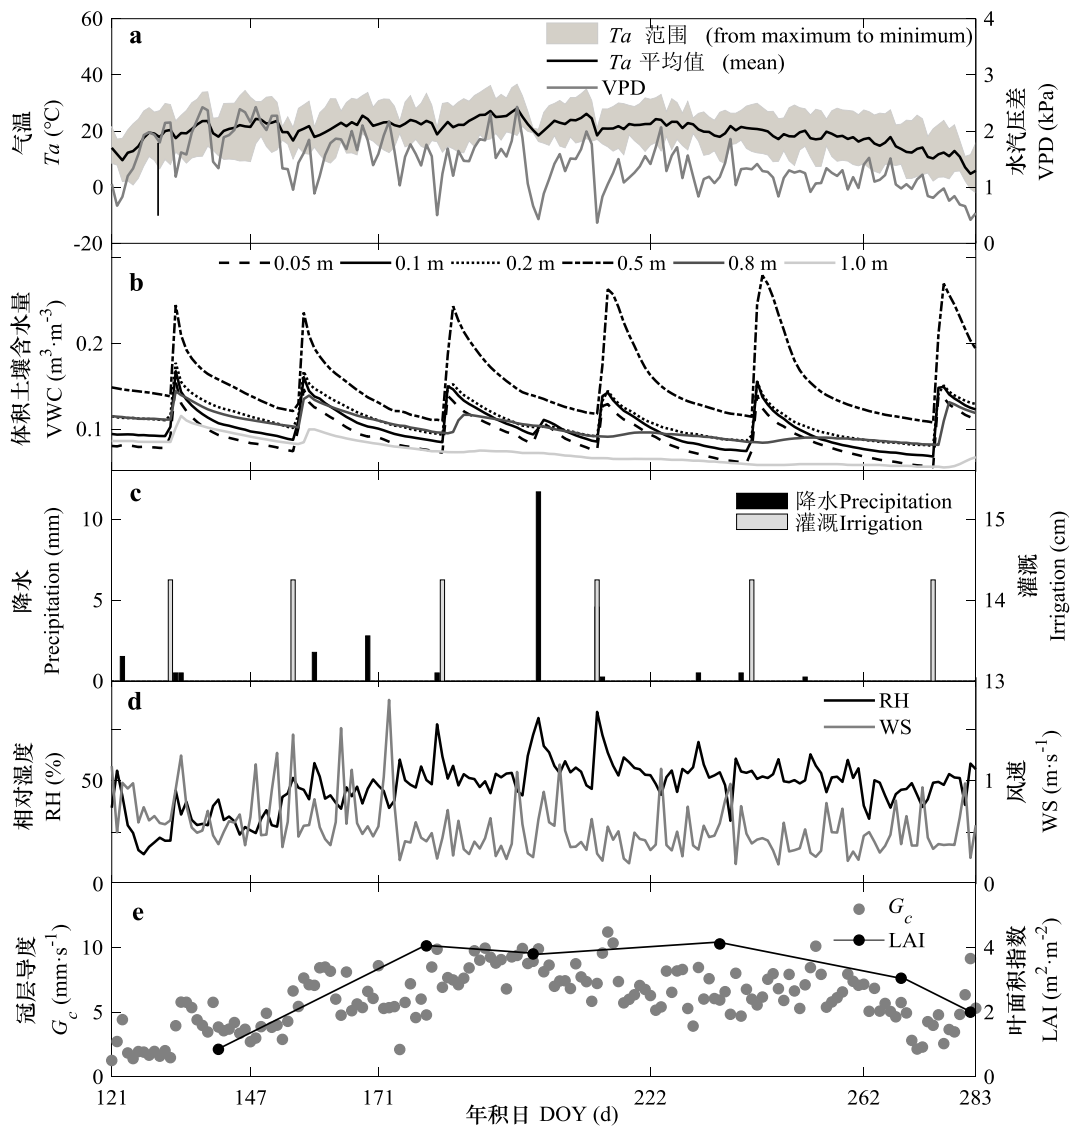 a
Ta 范围 (from maximum to minimum)
Ta 平均值 (mean)
VPD
60
40
20
0
-20
气温
Ta (°C)
4
3
2
1
0
水汽压差
VPD (kPa)
b
0.05 m 0.1 m 0.2 m 0.5 m 0.8 m 1.0 m
0.2
0.1
体积土壤含水量
VWC (m³·m⁻³)
c
降水Precipitation
灌溉Irrigation
10
5
0
降水
Precipitation (mm)
15
14
13
灌溉
Irrigation (cm)
d
RH
WS
50
0
相对湿度
RH (%)
1
0
风速
WS (m·s⁻¹)
e
Gc
LAI
10
5
0
冠层导度
Gc (mm·s⁻¹)
4
2
0
叶面积指数
LAI (m²·m⁻²)
121 147 171 222 262 283
年积日 DOY (d)